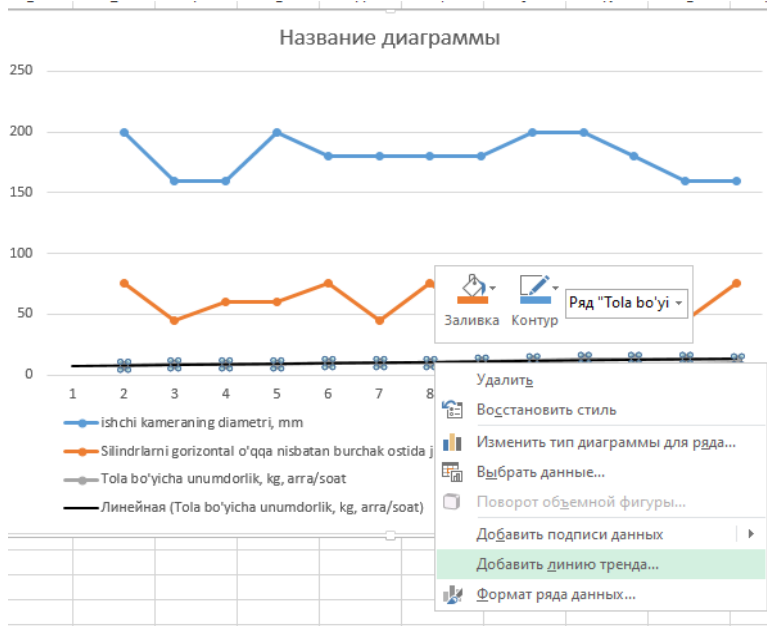 Название диаграммы
250
200
150
100
50
0
1 2 3 4 5 6 7 8
ishchi kameraning diametri, mm
Silindrlarni gorizontal o'qqa nisbatan burchak ostida j
Tola bo'yicha unumdorlik, kg, arra/soat
Линейная (Tola bo'yicha unumdorlik, kg, arra/soat)
Заливка Контур Ряд "Tola bo'yi
Удалить
Восстановить стиль
Изменить тип диаграммы для ряда...
Выбрать данные...
Поворот объемной фигуры...
Добавить подписи данных
Добавить линию тренда...
Формат ряда данных...